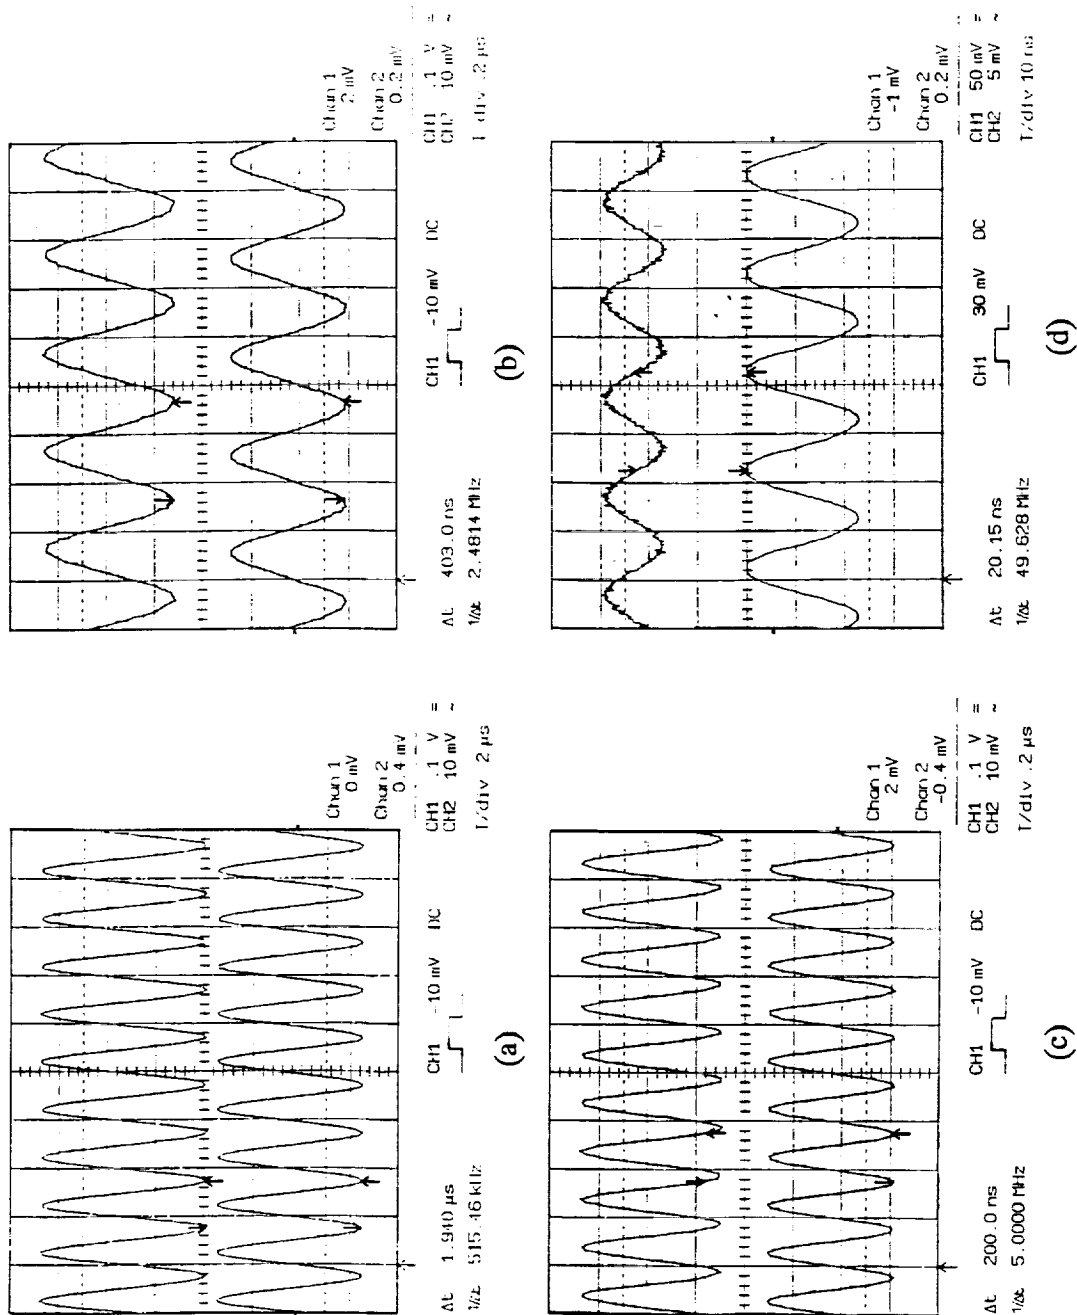 Chan 1
0 mV
Chan 2
0.4 mV
CH1 .1 V =
CH2 10 mV ~
T/div 2 µs
CH1 -10 mV DC
Δt 1.940 µs
1/Δt 515.46 kHz
(a)
Chan 1
2 mV
Chan 2
0.2 mV
CH1 .1 V =
CH2 10 mV ~
T div .2 µs
CH1 -10 mV DC
Δt 403.0 ns
1/Δt 2.4814 MHz
(b)
Chan 1
2 mV
Chan 2
-0.4 mV
CH1 .1 V =
CH2 10 mV ~
T/div .2 µs
CH1 -10 mV DC
Δt 200.0 ns
1/Δt 5.0000 MHz
(c)
Chan 1
-1 mV
Chan 2
0.2 mV
CH1 50 mV =
CH2 5 mV ~
T/div 10 ns
CH1 30 mV DC
Δt 20.15 ns
1/Δt 49.628 MHz
(d)